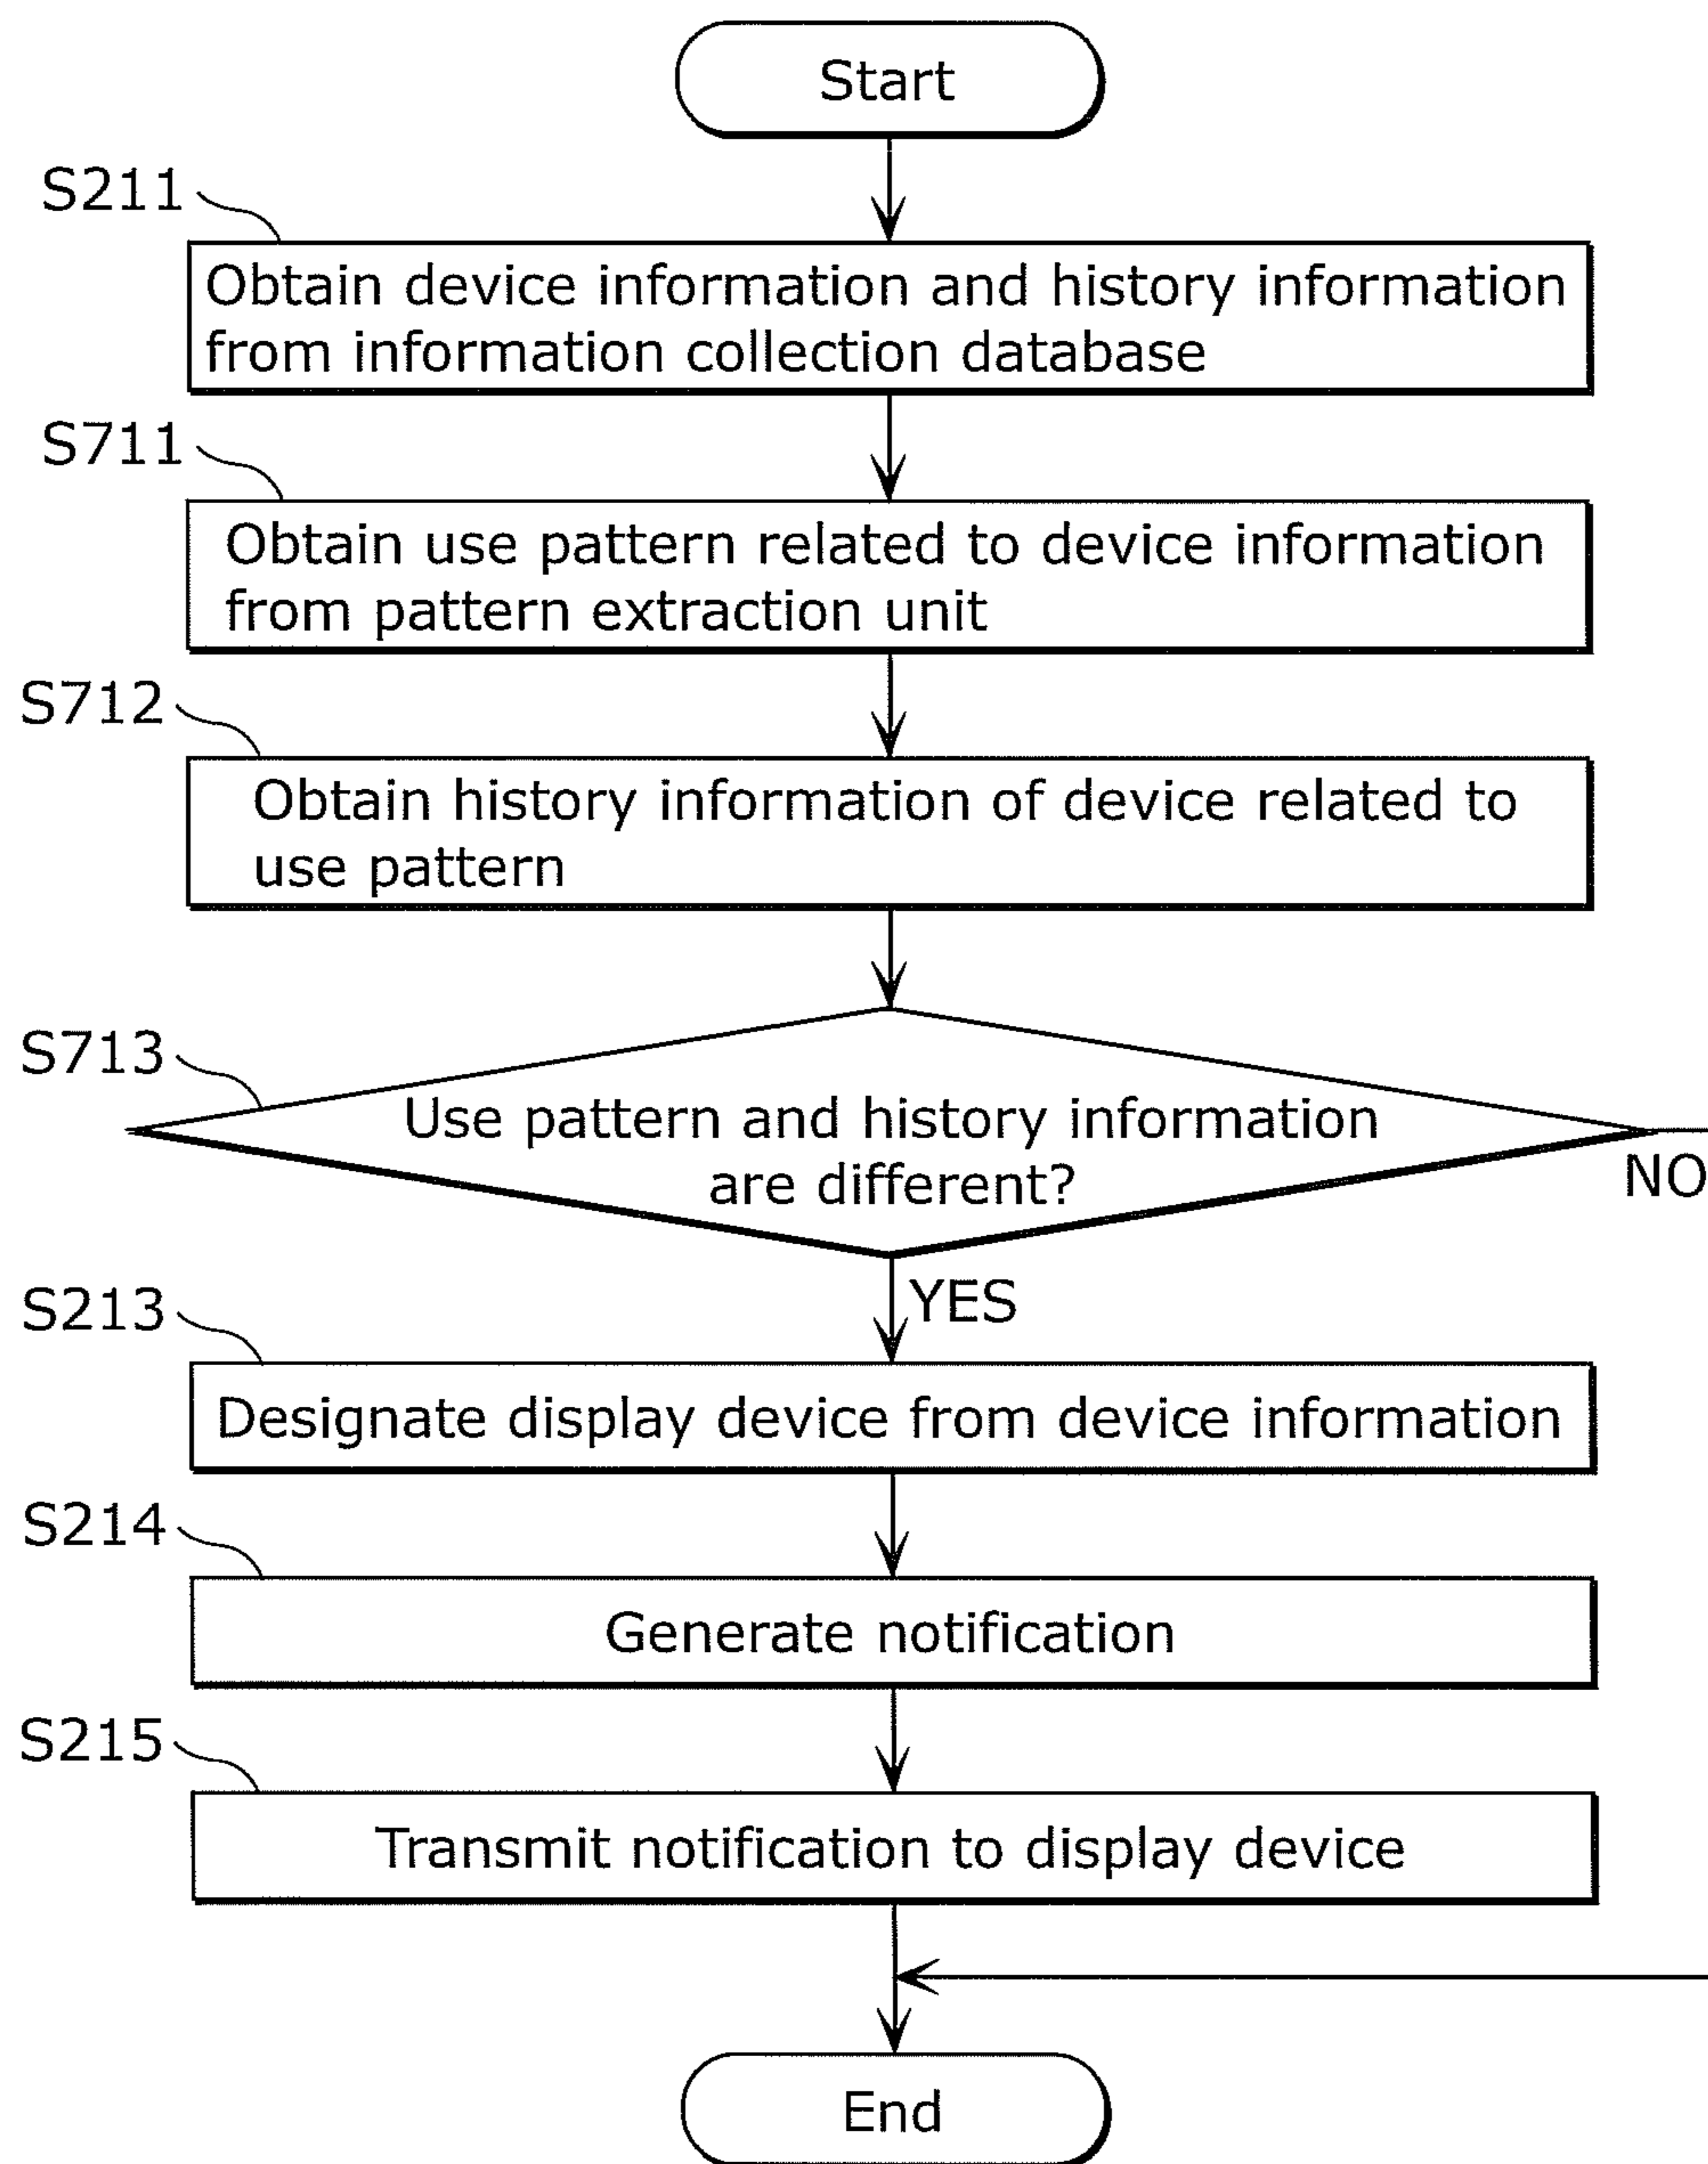 Start
S211
Obtain device information and history information
from information collection database
S711
Obtain use pattern related to device information
from pattern extraction unit
S712
Obtain history information of device related to
use pattern
S713
Use pattern and history information
are different?
NO
YES
S213
Designate display device from device information
S214
Generate notification
S215
Transmit notification to display device
End